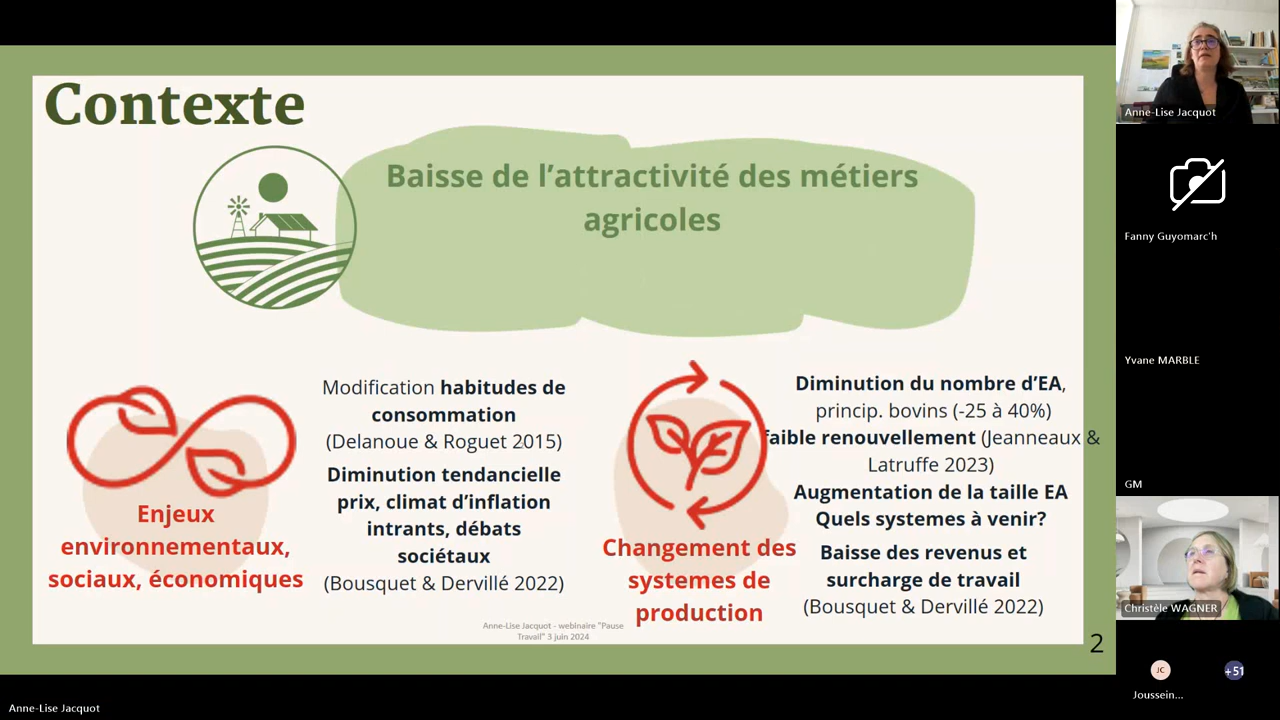 Contexte
Baisse de l'attractivité des métiers
agricoles
Modification habitudes de
consommation
(Delanoue & Roguet 2015)
Diminution tendancielle
prix, climat d'inflation
intrants, débats
sociétaux
(Bousquet & Dervillé 2022)
Enjeux
environnementaux,
sociaux, économiques
Diminution du nombre d'EA,
princip. bovins (-25 à 40%)
faible renouvellement (Jeanneaux &
Latruffe 2023)
Augmentation de la taille EA
Quels systemes à venir?
Baisse des revenus et
surcharge de travail
(Bousquet & Dervillé 2022)
Changement des
systemes de
production
Anne-Lise Jacquot - webinaire "Pause
Travail" 3 juin 2024
2
Anne-Lise Jacquot
Anne-Lise Jacquot
Fanny Guyomarc'h
Yvane MARBLE
GM
Christèle WAGNER
JC
+51
Joussein...